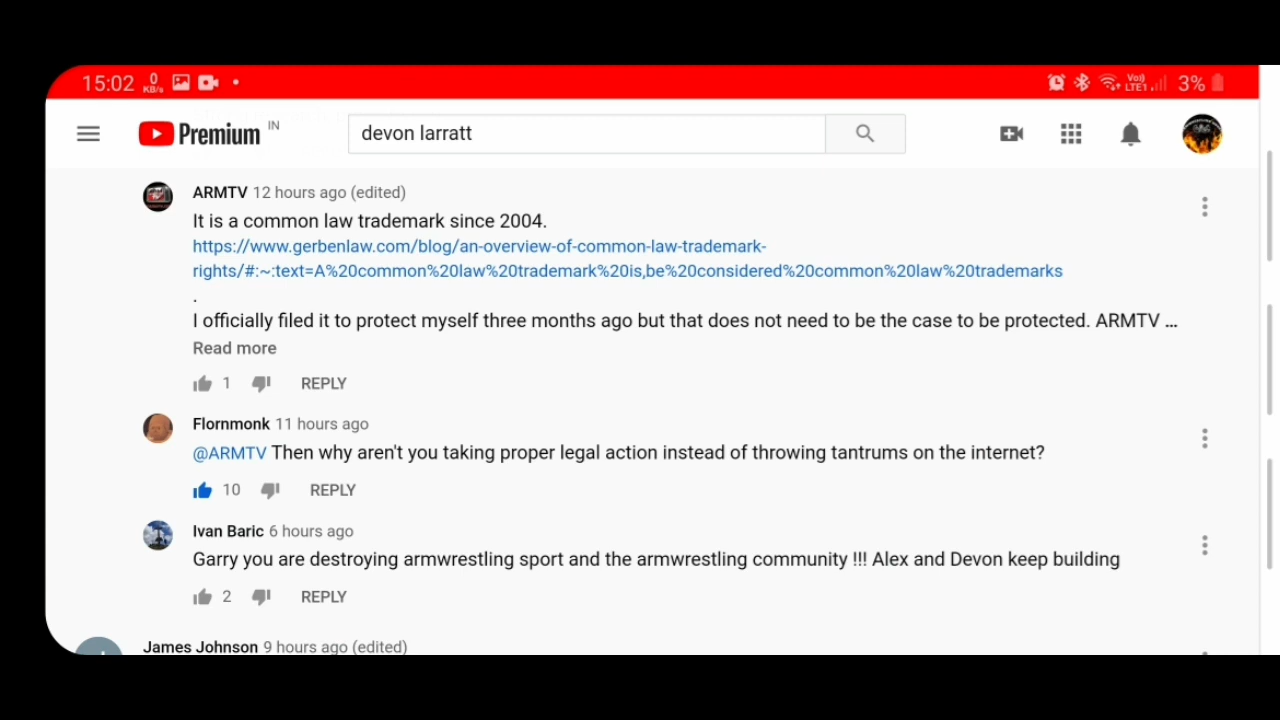 15:02 0 KB/s Vo)) LTE1 3%
Premium IN devon larratt
ARMTV 12 hours ago (edited)
It is a common law trademark since 2004.
https://www.gerbenlaw.com/blog/an-overview-of-common-law-trademark-
rights/#:~:text=A%20common%20law%20trademark%20is,be%20considered%20common%20law%20trademarks
.
I officially filed it to protect myself three months ago but that does not need to be the case to be protected. ARMTV ...
Read more
1 REPLY
Flornmonk 11 hours ago
@ARMTV Then why aren't you taking proper legal action instead of throwing tantrums on the internet?
10 REPLY
Ivan Baric 6 hours ago
Garry you are destroying armwrestling sport and the armwrestling community !!! Alex and Devon keep building
2 REPLY
James Johnson 9 hours ago (edited)